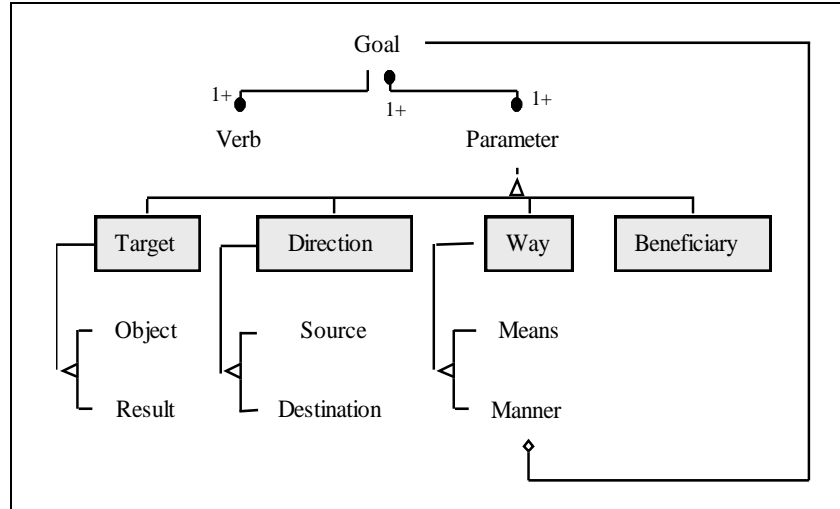 Goal
1+
1+
1+
Verb
Parameter
Target
Direction
Way
Beneficiary
Object
Source
Means
Result
Destination
Manner